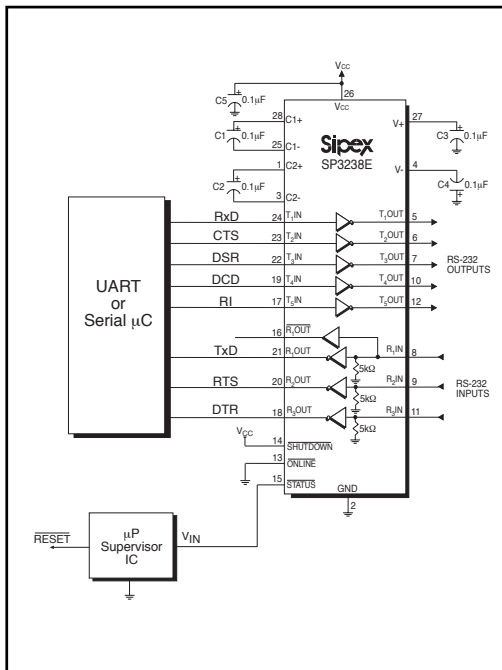 VCC
26
VCC
C5 + 0.1µF
28 C1+
C1 + 0.1µF
25 C1-
1 C2+
C2 + 0.1µF
3 C2-
Sipex
SP3238E
V+ 27
C3 + 0.1µF
V- 4
C4 0.1µF +
UART
or
Serial µC
RxD 24 T1IN T1OUT 5
CTS 23 T2IN T2OUT 6
DSR 22 T3IN T3OUT 7
DCD 19 T4IN T4OUT 10
RI 17 T5IN T5OUT 12
RS-232
OUTPUTS
16 R1OUT
TxD 21 R1OUT R1IN 8
5kΩ
RTS 20 R2OUT R2IN 9
5kΩ
DTR 18 R3OUT R3IN 11
5kΩ
RS-232
INPUTS
VCC
14 SHUTDOWN
13 ONLINE
15 STATUS
GND
2
RESET
µP
Supervisor
IC
VIN